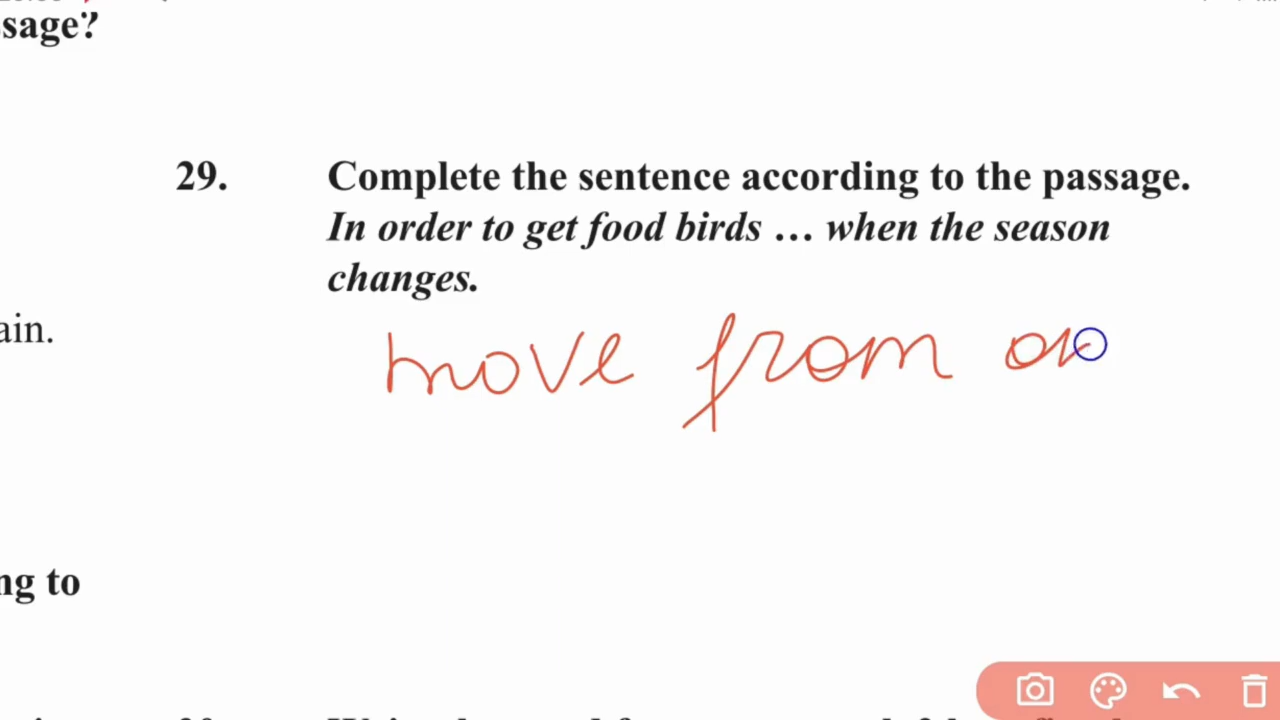 ssage?
29. Complete the sentence according to the passage.
In order to get food birds ... when the season
changes.
ain.
move from on
ng to